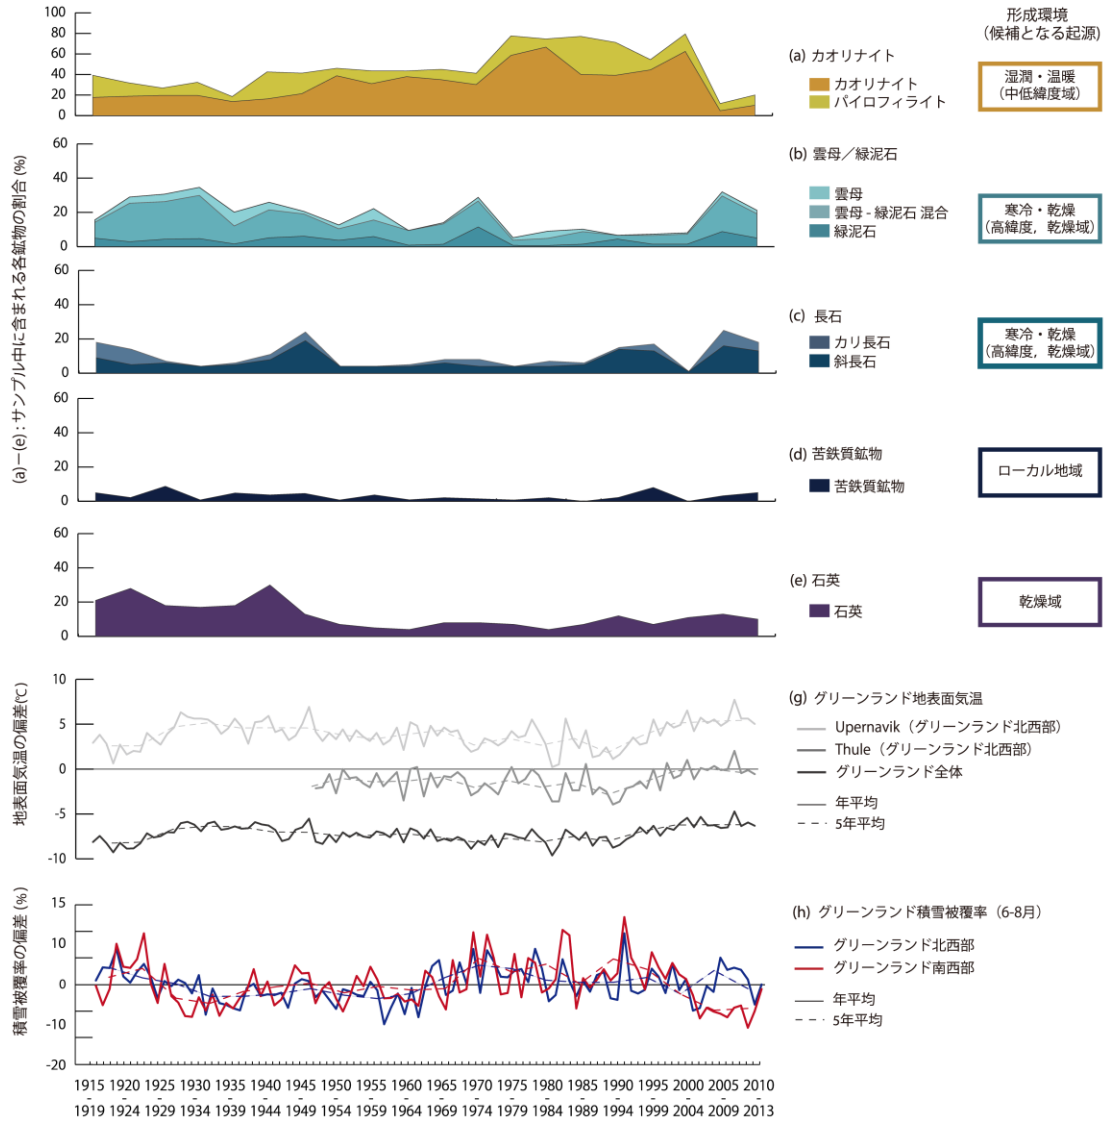 形成環境
(候補となる起源)
(a)ー(e)：サンプル中に含まれる各鉱物の割合 (%)
100
80
60
40
20
0
(a) カオリナイト
カオリナイト
パイロフィライト
湿潤・温暖
(中低緯度域)
60
40
20
0
(b) 雲母／緑泥石
雲母
雲母 - 緑泥石 混合
緑泥石
寒冷・乾燥
(高緯度，乾燥域)
60
40
20
0
(c) 長石
カリ長石
斜長石
寒冷・乾燥
(高緯度，乾燥域)
60
40
20
0
(d) 苦鉄質鉱物
苦鉄質鉱物
ローカル地域
60
40
20
0
(e) 石英
石英
乾燥域
地表面気温の偏差(℃)
10
5
0
-5
-10
(g) グリーンランド地表面気温
Upernavik（グリーンランド北西部）
Thule（グリーンランド北西部）
グリーンランド全体
年平均
5年平均
積雪被覆率の偏差 (%)
15
10
0
-10
-20
(h) グリーンランド積雪被覆率（6-8月）
グリーンランド北西部
グリーンランド南西部
年平均
5年平均
1915 1920 1925 1930 1935 1940 1945 1950 1955 1960 1965 1970 1975 1980 1985 1990 1995 2000 2005 2010
- - - - - - - - - - - - - - - - - - - -
1919 1924 1929 1934 1939 1944 1949 1954 1959 1964 1969 1974 1979 1984 1989 1994 1999 2004 2009 2013